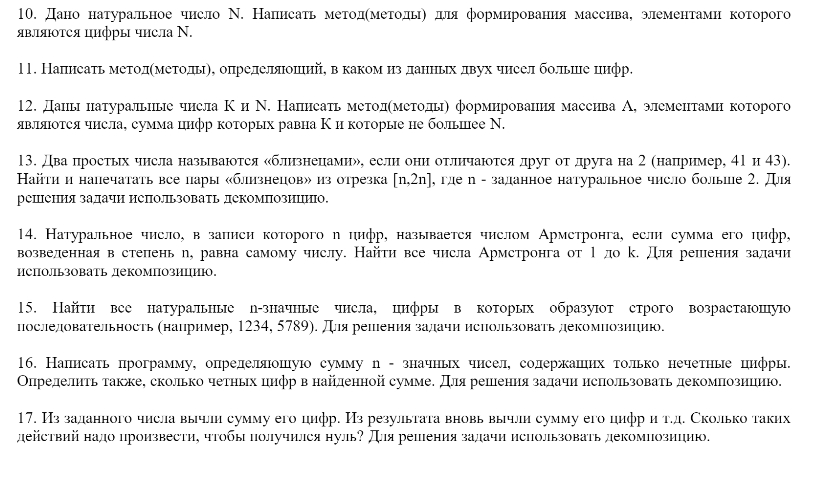 10. Дано натуральное число N. Написать метод(методы) для формирования массива, элементами которого
являются цифры числа N.
11. Написать метод(методы), определяющий, в каком из данных двух чисел больше цифр.
12. Даны натуральные числа К и N. Написать метод(методы) формирования массива А, элементами которого
являются числа, сумма цифр которых равна К и которые не большее N.
13. Два простых числа называются «близнецами», если они отличаются друг от друга на 2 (например, 41 и 43).
Найти и напечатать все пары «близнецов» из отрезка [n,2n], где n - заданное натуральное число больше 2. Для
решения задачи использовать декомпозицию.
14. Натуральное число, в записи которого n цифр, называется числом Армстронга, если сумма его цифр,
возведенная в степень n, равна самому числу. Найти все числа Армстронга от 1 до k. Для решения задачи
использовать декомпозицию.
15. Найти все натуральные n-значные числа, цифры в которых образуют строго возрастающую
последовательность (например, 1234, 5789). Для решения задачи использовать декомпозицию.
16. Написать программу, определяющую сумму n - значных чисел, содержащих только нечетные цифры.
Определить также, сколько четных цифр в найденной сумме. Для решения задачи использовать декомпозицию.
17. Из заданного числа вычли сумму его цифр. Из результата вновь вычли сумму его цифр и т.д. Сколько таких
действий надо произвести, чтобы получился нуль? Для решения задачи использовать декомпозицию.